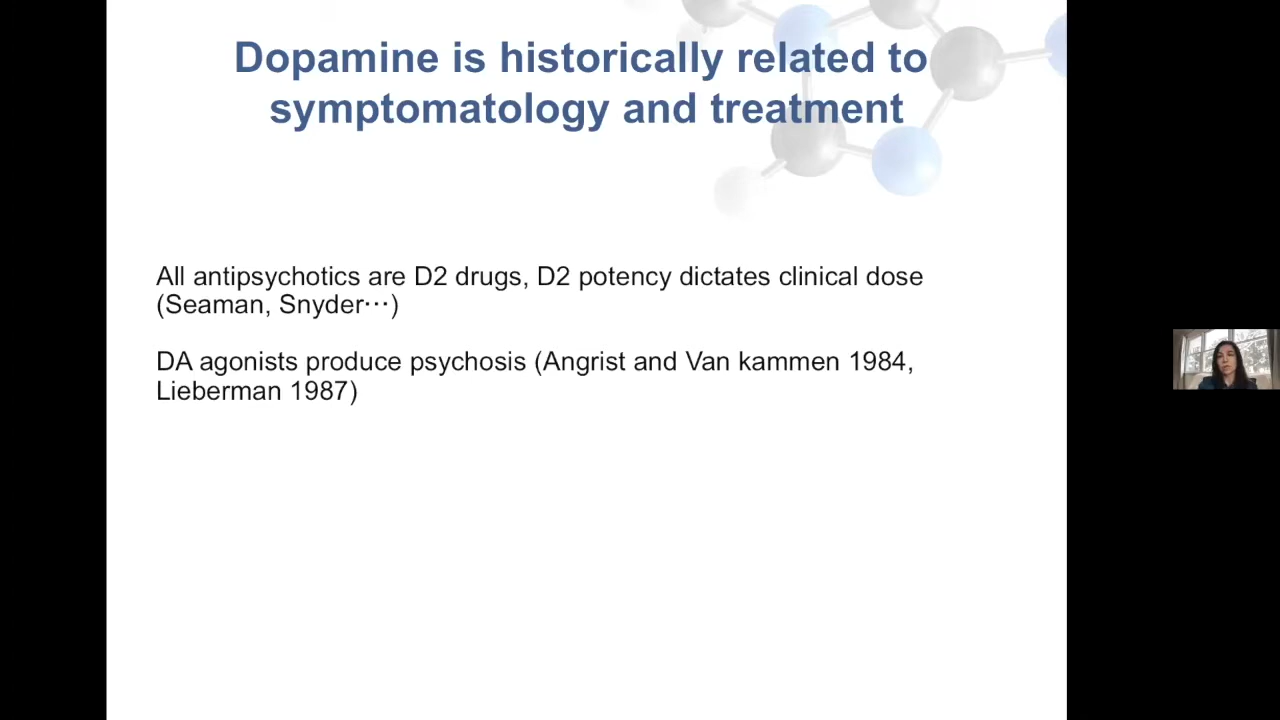 Dopamine is historically related to
symptomatology and treatment
All antipsychotics are D2 drugs, D2 potency dictates clinical dose
(Seaman, Snyder⋯)
DA agonists produce psychosis (Angrist and Van kammen 1984,
Lieberman 1987)